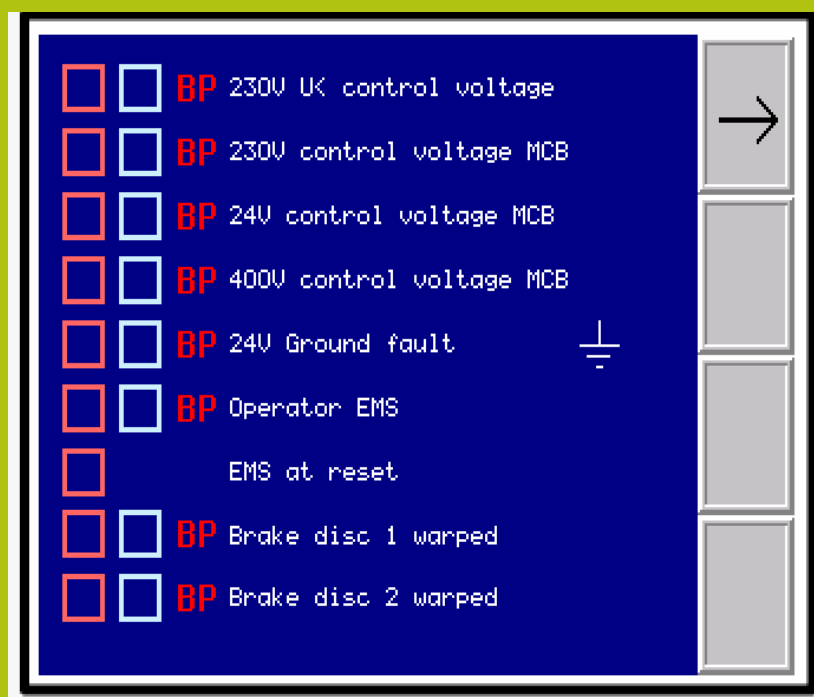 BP 230V U< control voltage
BP 230V control voltage MCB
BP 24V control voltage MCB
BP 400V control voltage MCB
BP 24V Ground fault
BP Operator EMS
EMS at reset
BP Brake disc 1 warped
BP Brake disc 2 warped